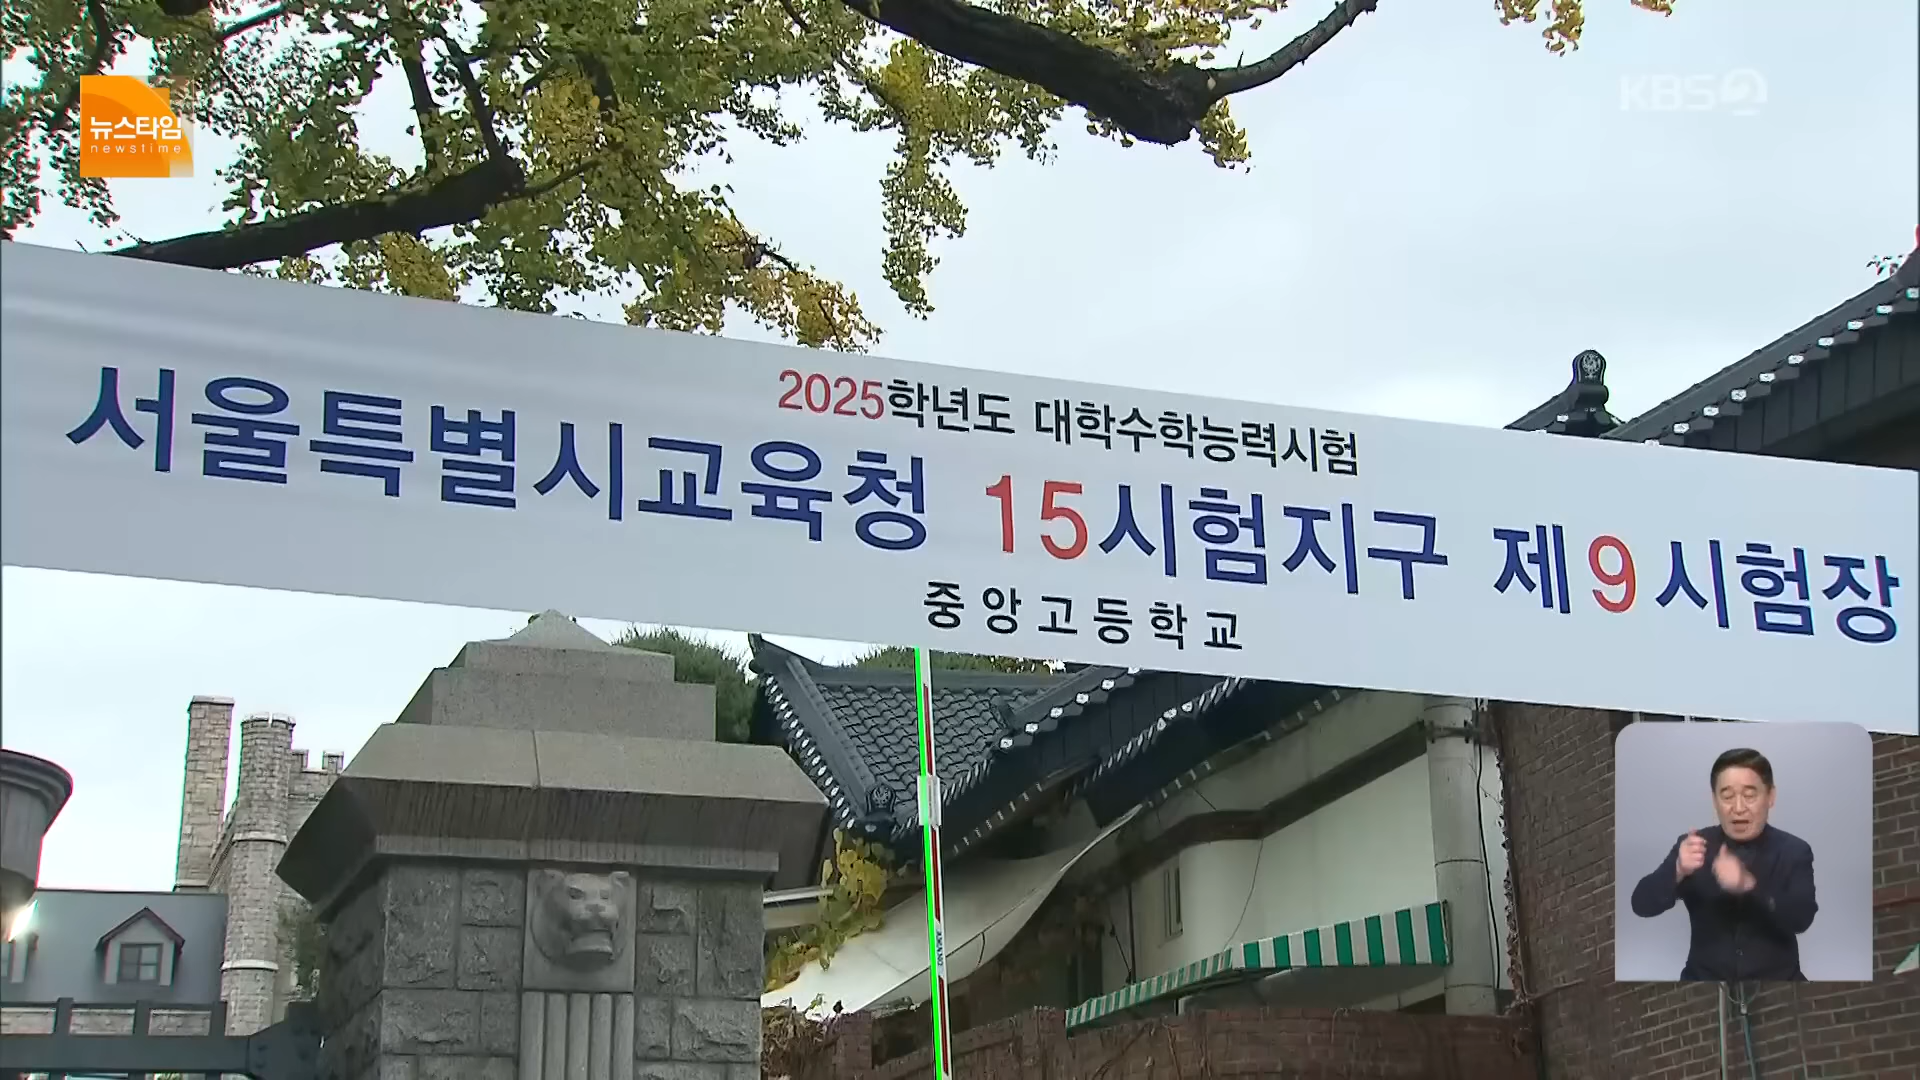 뉴스타임
newstime
KBS2
2025학년도 대학수학능력시험
서울특별시교육청 15시험지구 제9시험장
중앙고등학교